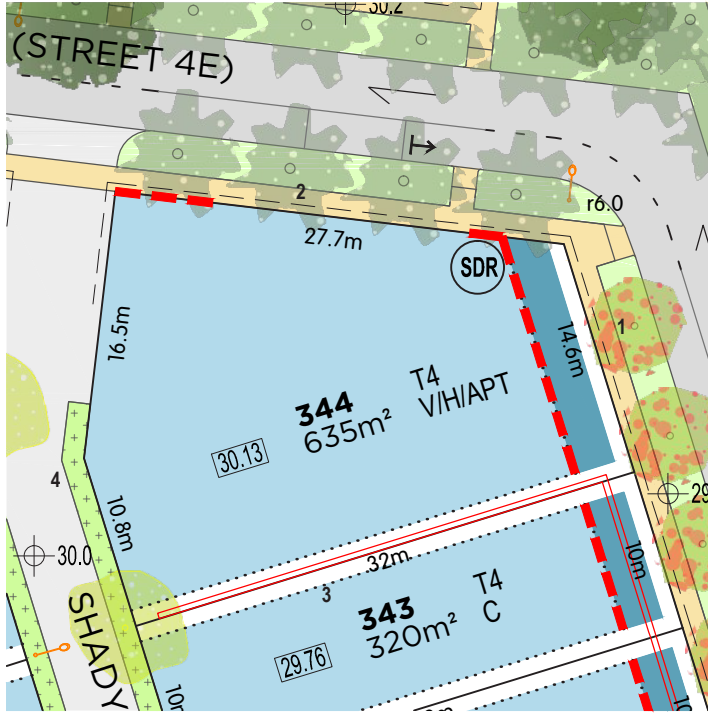 30.2
(STREET 4E)
2
r6.0
27.7m
SDR
16.5m
1
14.6m
344
635m²
T4
V/H/APT
30.13
4
10.8m
29
30.0
32m
10m
3
343
320m²
T4
C
29.76
SHADY